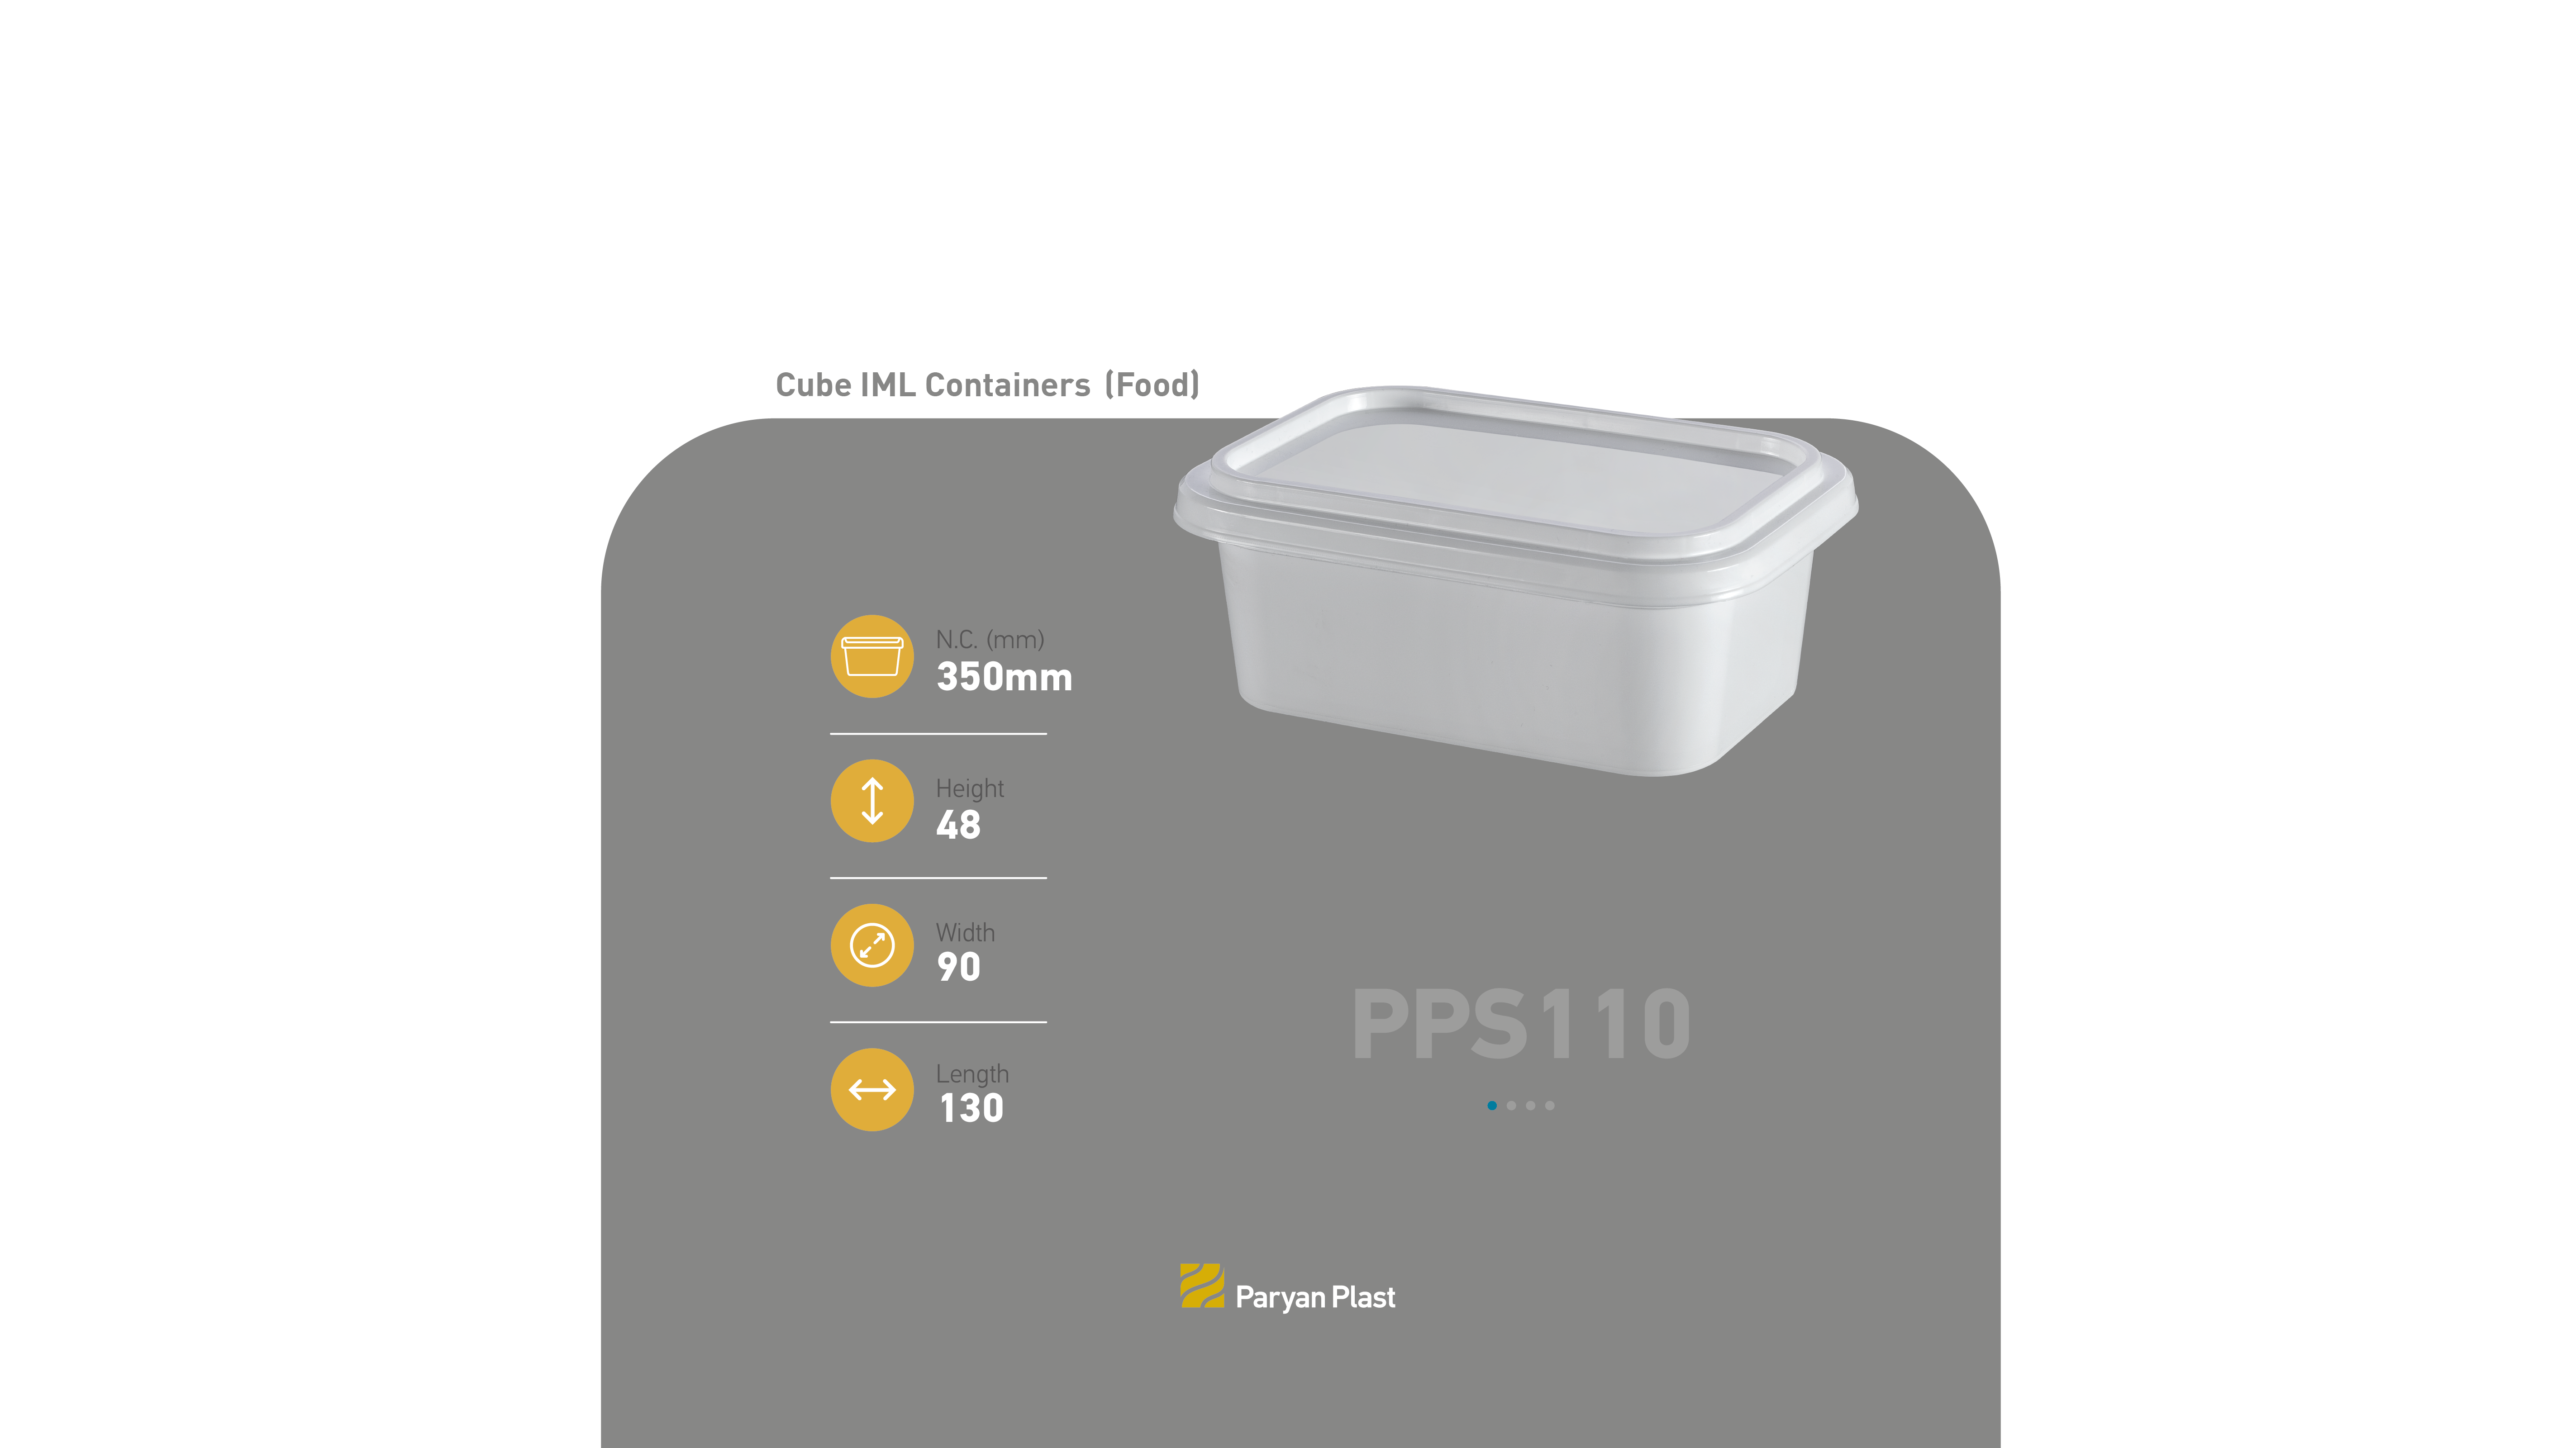 Cube IML Containers (Food)
N.C. (mm)
350mm
Height
48
Width
90
Length
130
PPS110
Paryan Plast